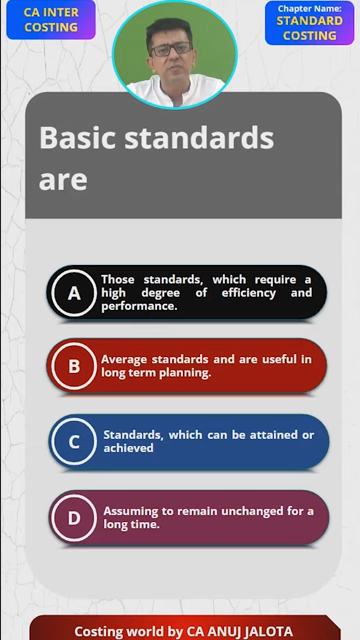 CA INTER
COSTING
Chapter Name:
STANDARD
COSTING
Basic standards
are
A
Those standards, which require a
high degree of efficiency and
performance.
B
Average standards and are useful in
long term planning.
C
Standards, which can be attained or
achieved
D
Assuming to remain unchanged for a
long time.
Costing world by CA ANUJ JALOTA